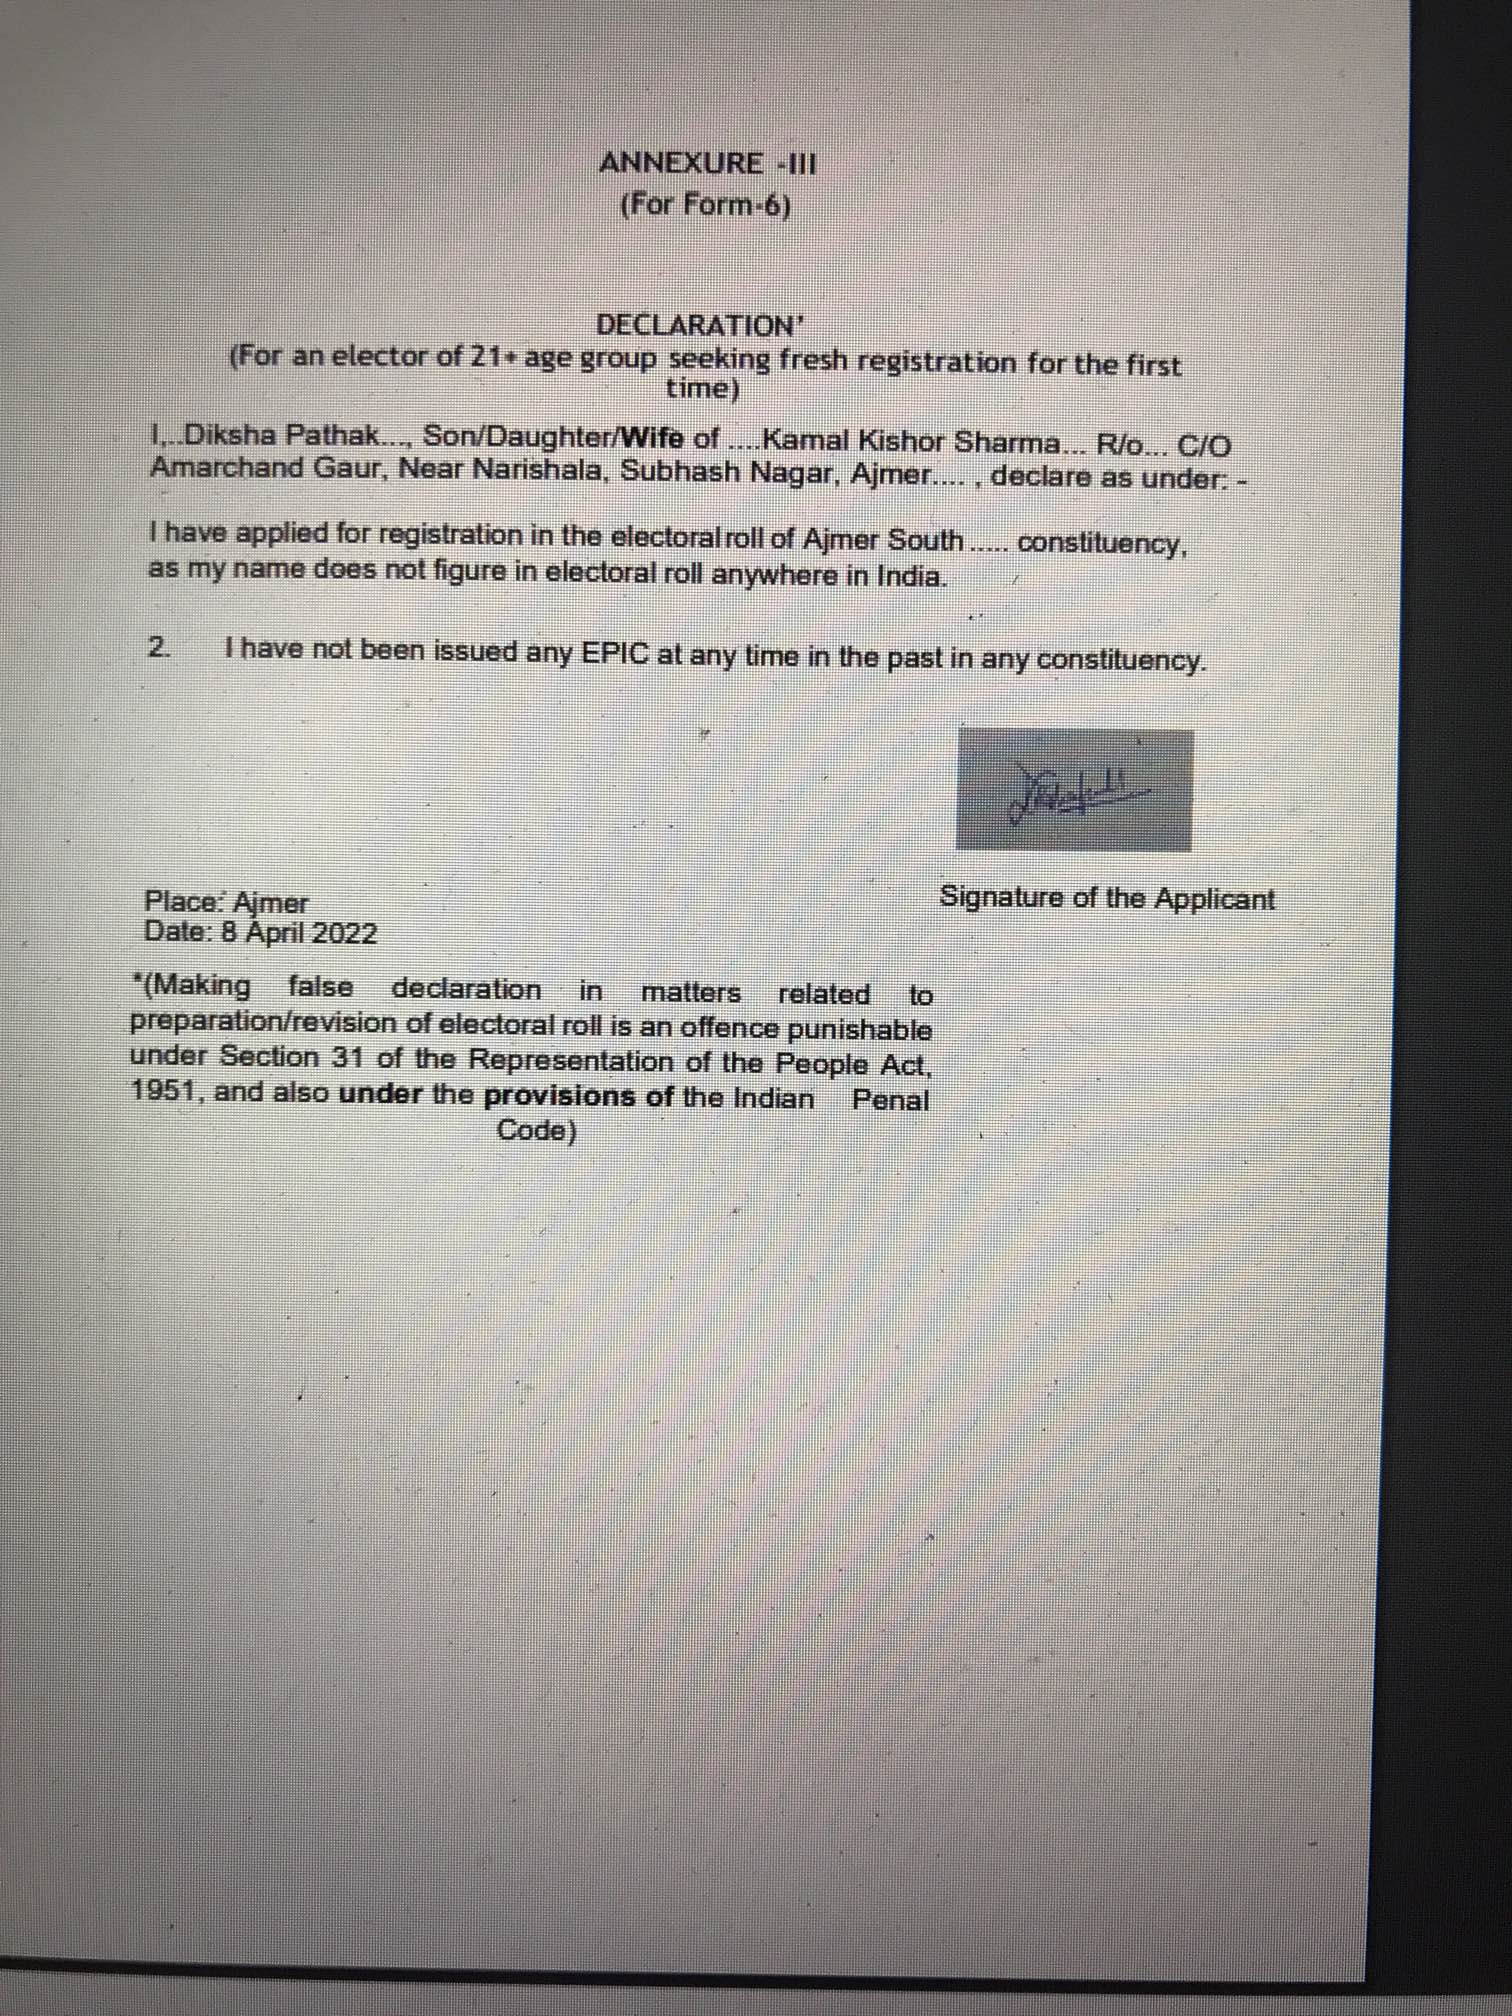 ANNEXURE -III
(For Form-6)
DECLARATION'
(For an elector of 21+ age group seeking fresh registration for the first
time)
I,..Diksha Pathak..., Son/Daughter/Wife of ....Kamal Kishor Sharma... R/o... C/O
Amarchand Gaur, Near Narishala, Subhash Nagar, Ajmer.... , declare as under: -
I have applied for registration in the electoral roll of Ajmer South ..... constituency,
as my name does not figure in electoral roll anywhere in India.
2. I have not been issued any EPIC at any time in the past in any constituency.
Signature of the Applicant
Place: Ajmer
Date: 8 April 2022
*(Making false declaration in matters related to
preparation/revision of electoral roll is an offence punishable
under Section 31 of the Representation of the People Act,
1951, and also under the provisions of the Indian Penal
Code)